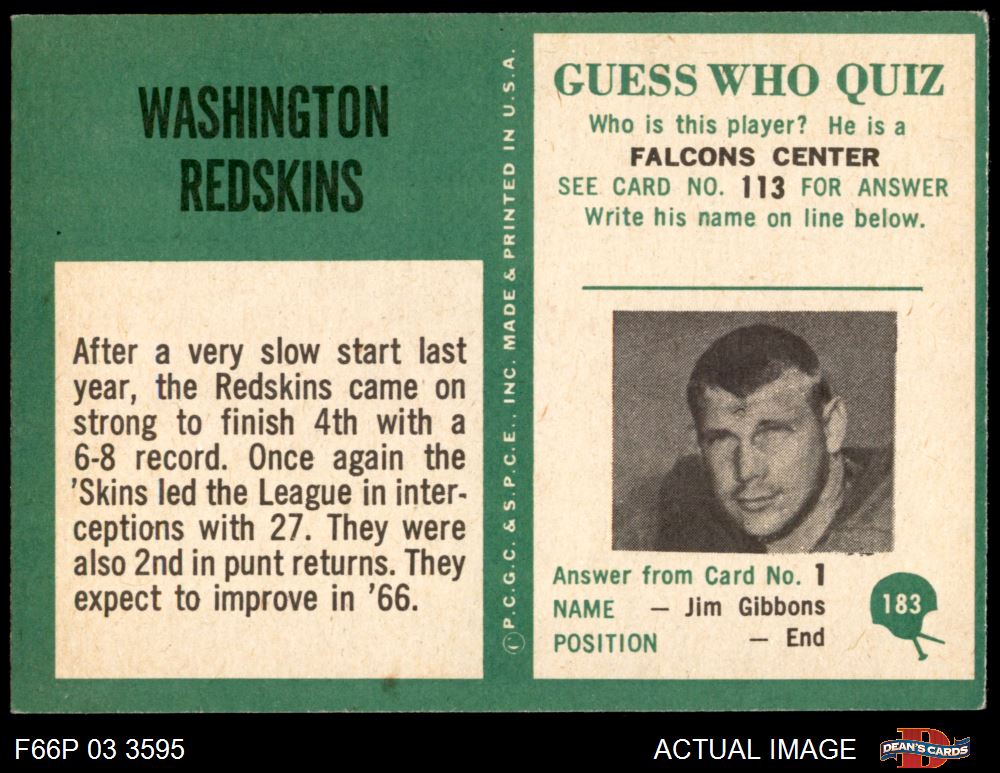 WASHINGTON
REDSKINS
After a very slow start last
year, the Redskins came on
strong to finish 4th with a
6-8 record. Once again the
'Skins led the League in inter-
ceptions with 27. They were
also 2nd in punt returns. They
expect to improve in '66.
© P.C.G.C. & S.P.C.E., INC. MADE & PRINTED IN U.S.A.
GUESS WHO QUIZ
Who is this player? He is a
FALCONS CENTER
SEE CARD NO. 113 FOR ANSWER
Write his name on line below.
Answer from Card No. 1
NAME — Jim Gibbons
POSITION — End
183
F66P 03 3595
ACTUAL IMAGE
DEAN'S CARDS